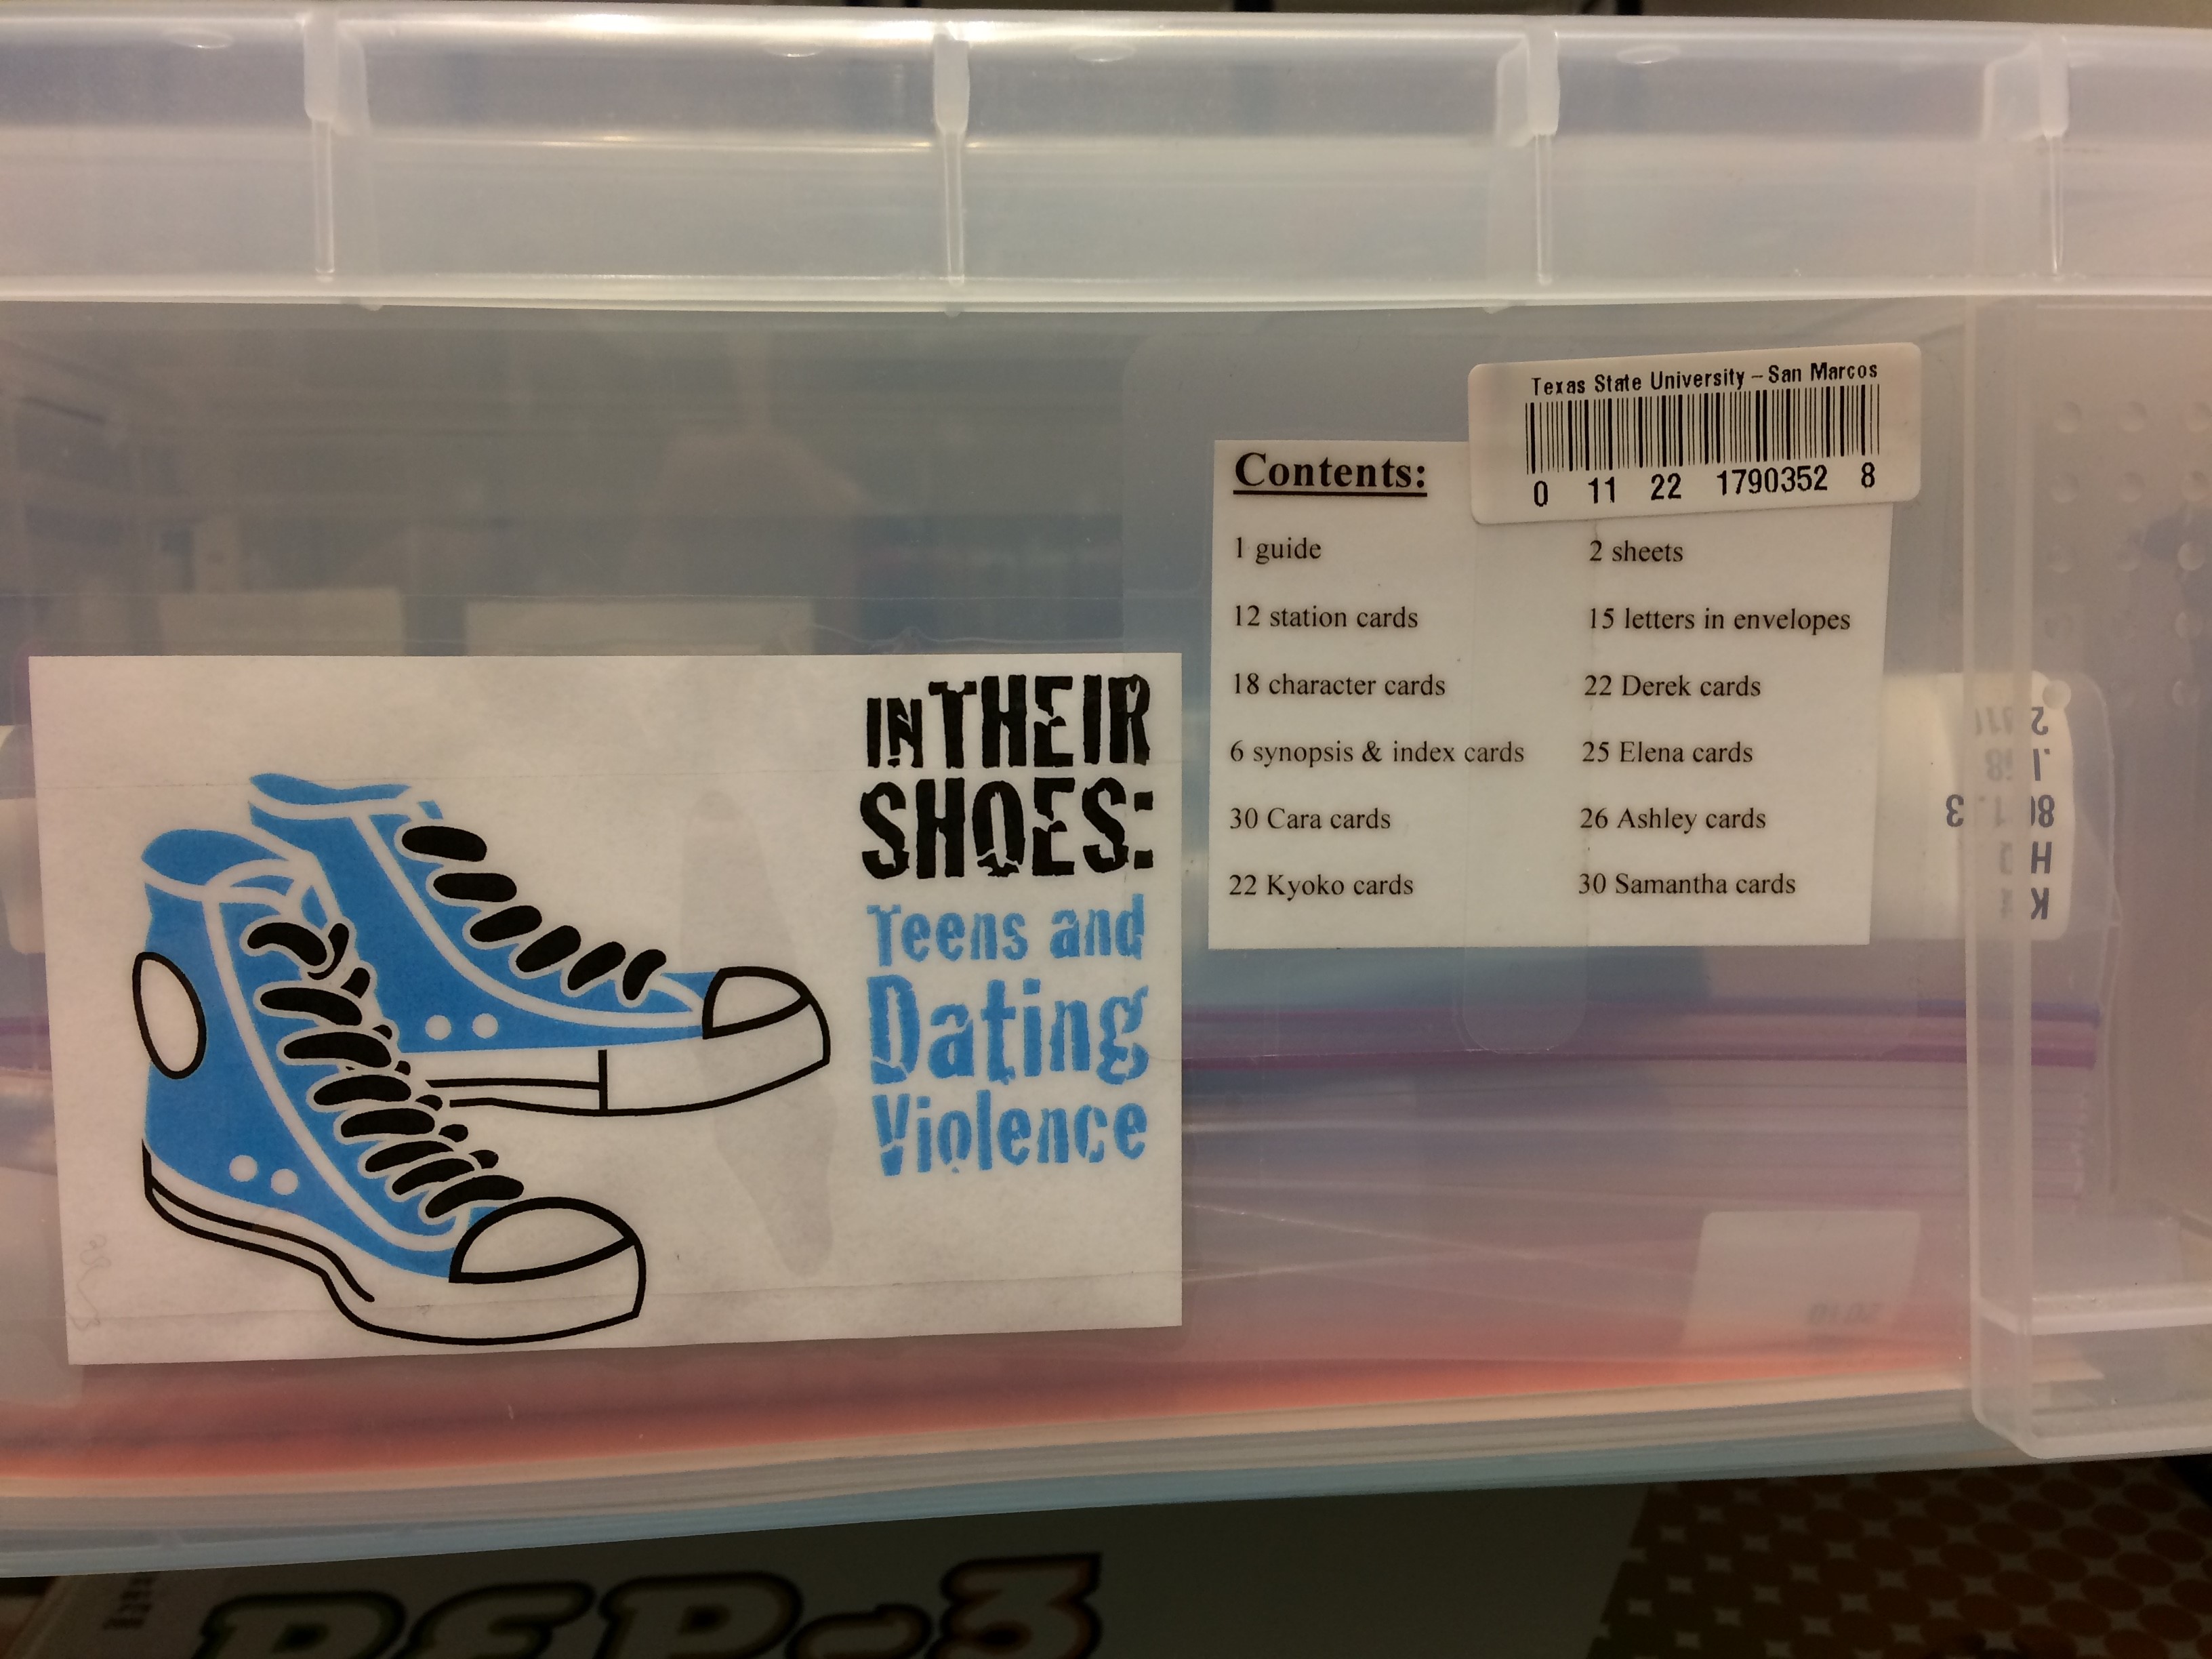 IN THEIR
SHOES:
Teens and
Dating
Violence
Texas State University – San Marcos
0 11 22 1790352 8
Contents:
1 guide
12 station cards
18 character cards
6 synopsis & index cards
30 Cara cards
22 Kyoko cards
2 sheets
15 letters in envelopes
22 Derek cards
25 Elena cards
26 Ashley cards
30 Samantha cards